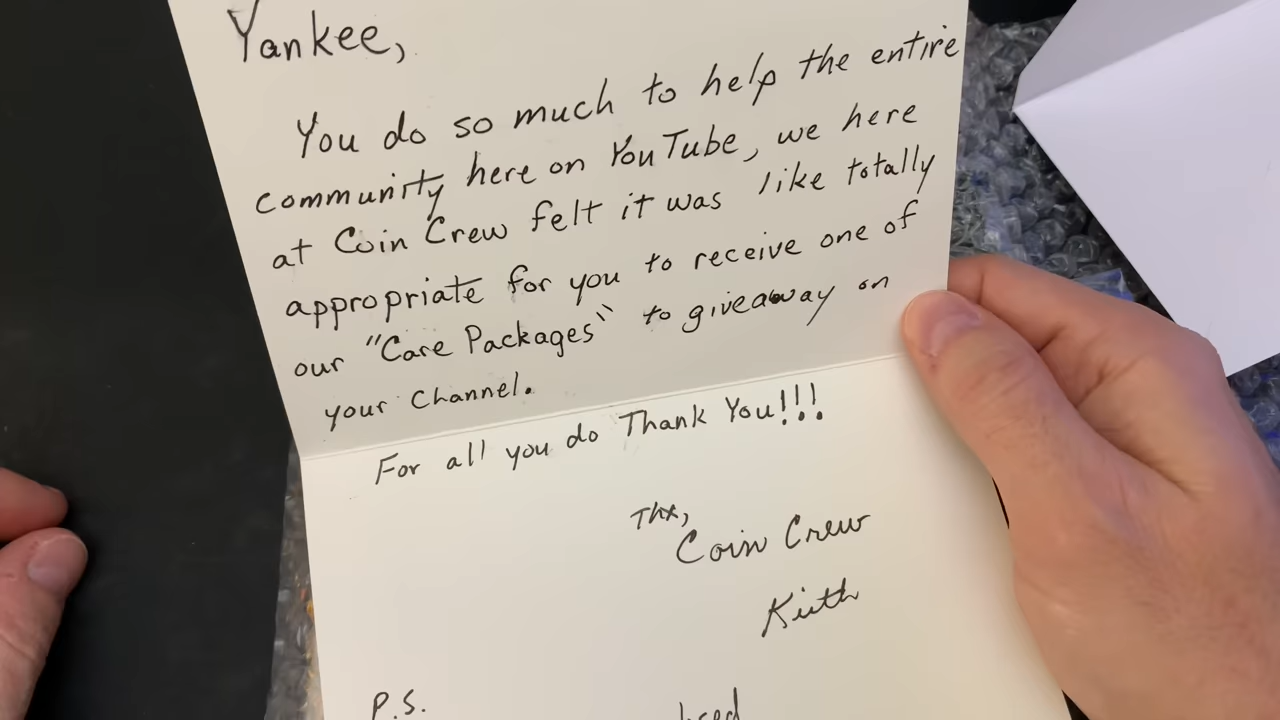 Yankee,
You do so much to help the entire
community here on YouTube, we here
at Coin Crew felt it was like totally
appropriate for you to receive one of
our "Care Packages" to giveaway on
your Channel.
For all you do Thank You!!!
Thx,
Coin Crew
Keith
P.S.